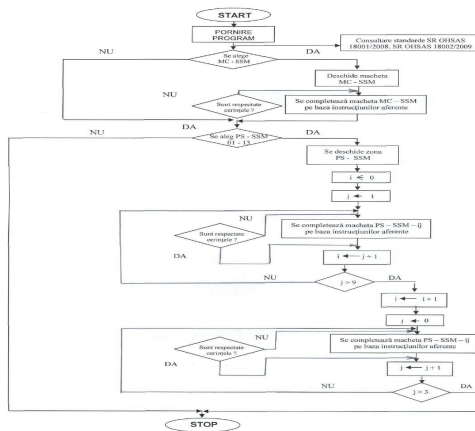 START
PORNIRE
PROGRAM
Consultare standarde SR OHSAS
18001/2008, SR OHSAS 18002/2009
NU
DA
Se alege
MC - SSM
Deschide macheta
MC - SSM
Sunt respectate
cerințele ?
NU
Se completează macheta MC – SSM
pe baza instrucțiunilor aferente
NU
DA
Se aleg PS - SSM
01 - 13
DA
Se deschide zona
PS - SSM
i ← 0
j ← 1
NU
Sunt respectate
cerințele ?
Se completează macheta PS – SSM – ij
pe baza instrucțiunilor aferente
DA
i ← j + 1
NU
j > 9
DA
i ← i + 1
j ← 0
NU
Sunt respectate
cerințele ?
Se completează macheta PS – SSM – ij
pe baza instrucțiunilor aferente
DA
j ← j + 1
NU
j > 3
DA
STOP